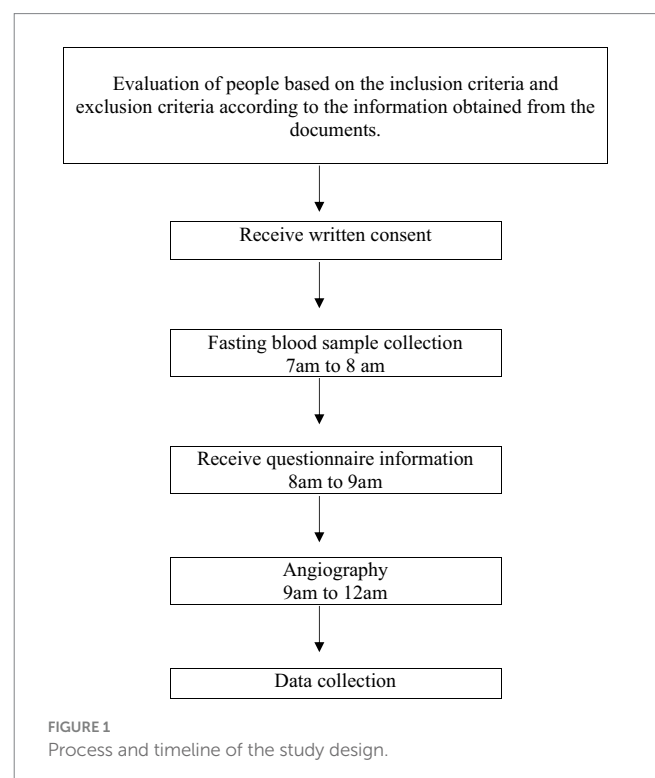 Evaluation of people based on the inclusion criteria and
exclusion criteria according to the information obtained from the
documents.
Receive written consent
Fasting blood sample collection
7am to 8 am
Receive questionnaire information
8am to 9am
Angiography
9am to 12am
Data collection
FIGURE 1
Process and timeline of the study design.